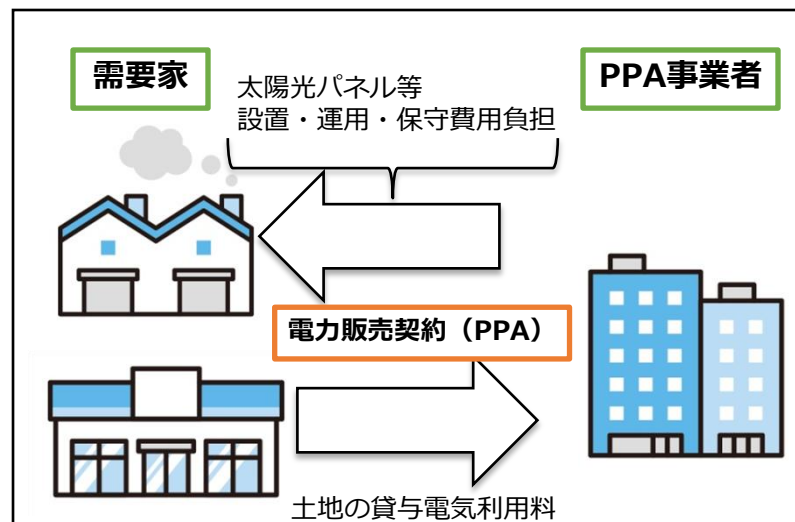 需要家
PPA事業者
太陽光パネル等
設置・運用・保守費用負担
電力販売契約（PPA）
土地の貸与電気利用料